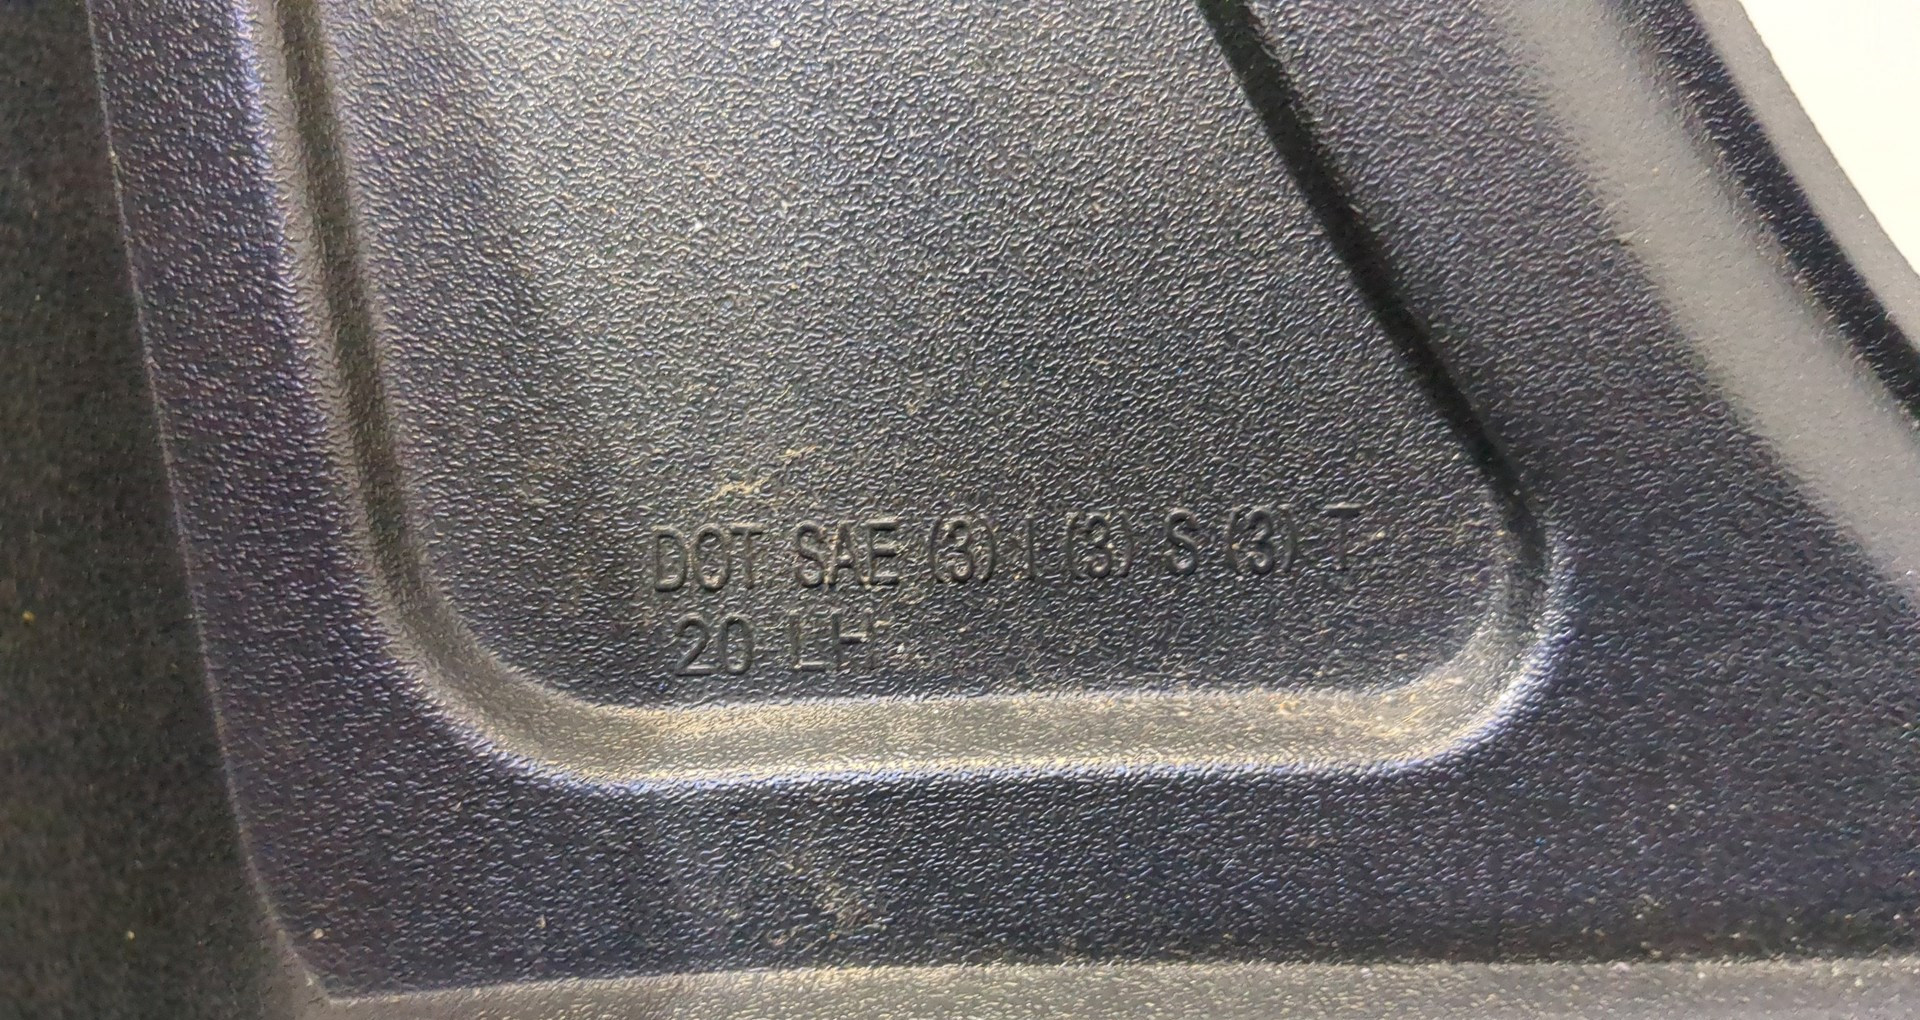 DOT SAE (3) I (3) S (3) T
20 LH